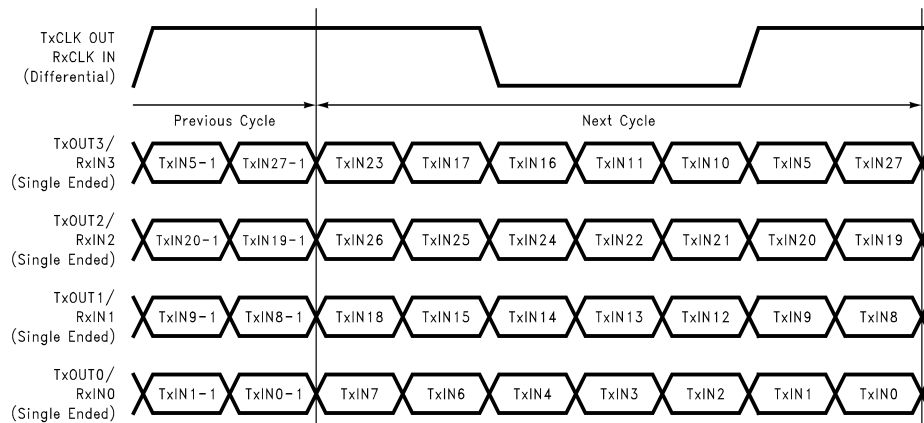 TxCLK OUT
RxCLK IN
(Differential)
Previous Cycle Next Cycle
TxOUT3/
RxIN3
(Single Ended)
TxIN5-1 TxIN27-1 TxIN23 TxIN17 TxIN16 TxIN11 TxIN10 TxIN5 TxIN27
TxOUT2/
RxIN2
(Single Ended)
TxIN20-1 TxIN19-1 TxIN26 TxIN25 TxIN24 TxIN22 TxIN21 TxIN20 TxIN19
TxOUT1/
RxIN1
(Single Ended)
TxIN9-1 TxIN8-1 TxIN18 TxIN15 TxIN14 TxIN13 TxIN12 TxIN9 TxIN8
TxOUT0/
RxIN0
(Single Ended)
TxIN1-1 TxIN0-1 TxIN7 TxIN6 TxIN4 TxIN3 TxIN2 TxIN1 TxIN0